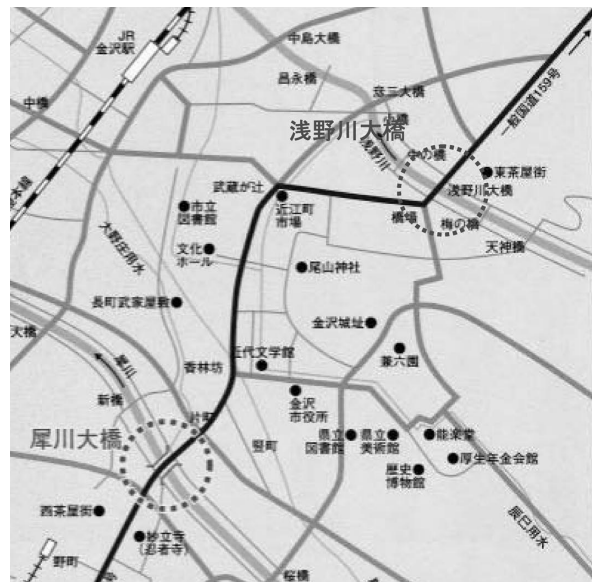 JR
金沢駅
中島大橋
昌永橋
中橋
彦三大橋
小橋
一般国道159号
浅野川大橋
浅野川
中の橋
東茶屋街
浅野川大橋
武蔵が辻
近江町
市場
橋場
梅の橋
天神橋
市立
図書館
大野庄用水
文化
ホール
尾山神社
長町武家屋敷
金沢城址
大橋
犀川
近代文学館
兼六園
香林坊
新橋
片町
金沢
市役所
犀川大橋
竪町
県立
図書館
県立
美術館
能楽堂
歴史
博物館
厚生年金会館
西茶屋街
妙立寺
(忍者寺)
辰巳用水
野町
桜橋